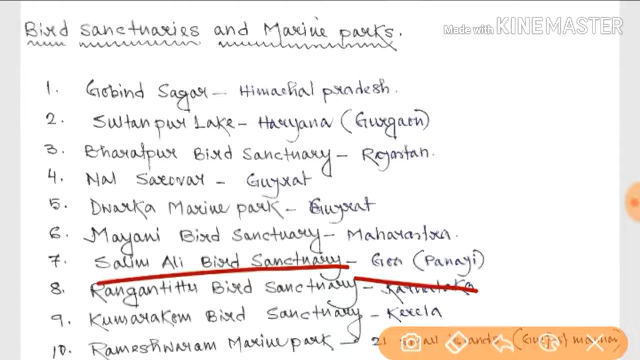 Bird Sanctuaries and Marine parks.
Made with KINEMASTER
1. Gobind Sagar - Himachal pradesh.
2. Sultanpur Lake - Haryana (Gurgaon)
3. Bharatpur Bird Sanctuary - Rajastan.
4. Nal Sarovar - Gujrat
5. Dwarka Marine park - Gujrat
6. Mayani Bird Sanctuary - Maharastra.
7. Salim Ali Bird Sanctuary - Goa (Panaji)
8. Rangantittu Bird Sanctuary - Karnataka
9. Kumarakom Bird Sanctuary - Kerela
10. Rameshwaram Marine park → 21